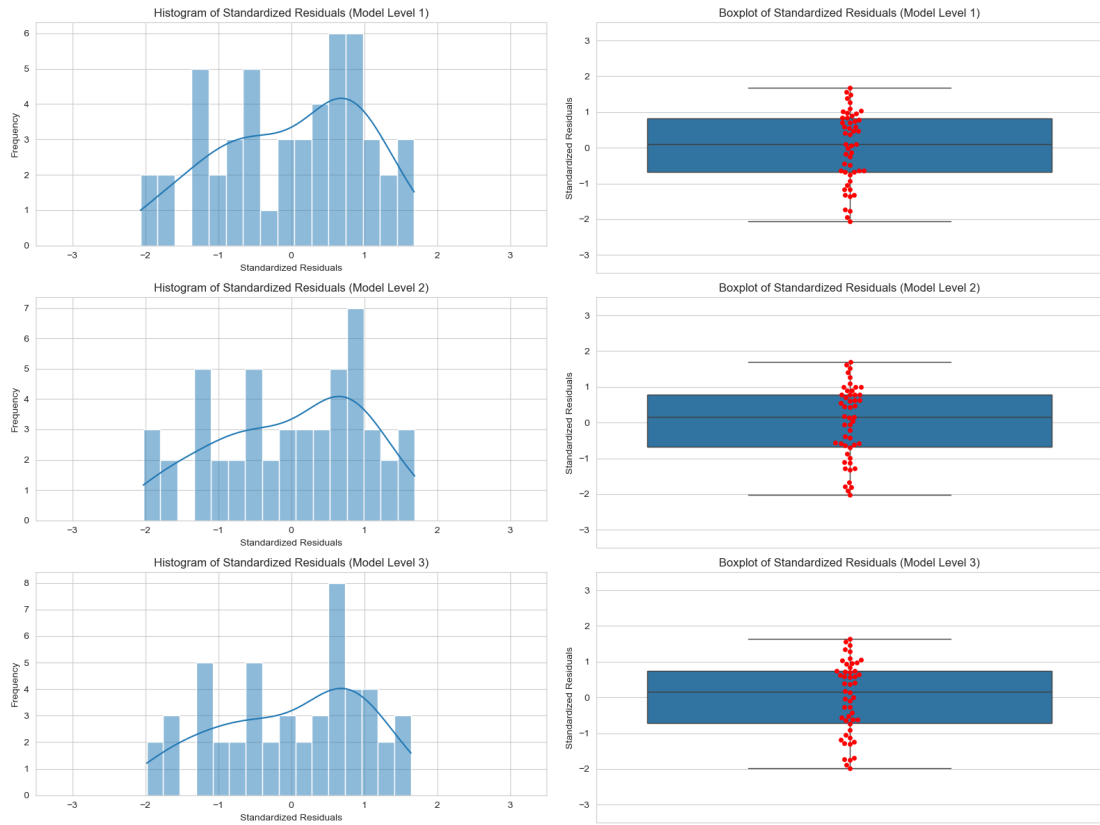 Histogram of Standardized Residuals (Model Level 1)
Frequency
6
5
4
3
2
1
0
−3 −2 −1 0 1 2 3
Standardized Residuals
Boxplot of Standardized Residuals (Model Level 1)
Standardized Residuals
3
2
1
0
−1
−2
−3
Histogram of Standardized Residuals (Model Level 2)
Frequency
7
6
5
4
3
2
1
0
−3 −2 −1 0 1 2 3
Standardized Residuals
Boxplot of Standardized Residuals (Model Level 2)
Standardized Residuals
3
2
1
0
−1
−2
−3
Histogram of Standardized Residuals (Model Level 3)
Frequency
8
7
6
5
4
3
2
1
0
−3 −2 −1 0 1 2 3
Standardized Residuals
Boxplot of Standardized Residuals (Model Level 3)
Standardized Residuals
3
2
1
0
−1
−2
−3